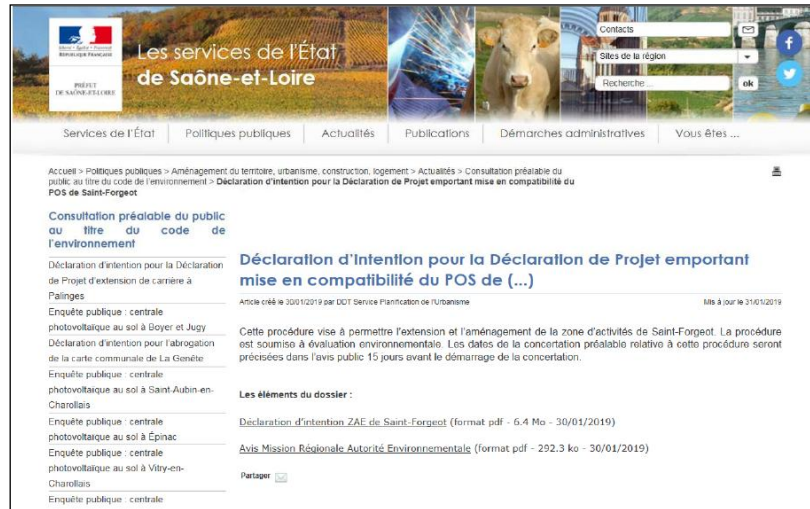 Liberté • Égalité • Fraternité
RÉPUBLIQUE FRANÇAISE
PRÉFET
DE SAÔNE-ET-LOIRE
Les services de l'État
de Saône-et-Loire
Contacts
Sites de la région
Recherche
ok
Services de l'État
Politiques publiques
Actualités
Publications
Démarches administratives
Vous êtes ...
Accueil > Politiques publiques > Aménagement du territoire, urbanisme, construction, logement > Actualités > Consultation préalable du
public au titre du code de l'environnement > Déclaration d'intention pour la Déclaration de Projet emportant mise en compatibilité du
POS de Saint-Forgeot
Consultation préalable du public
au titre du code de
l'environnement
Déclaration d'intention pour la Déclaration
de Projet d'extension de carrière à
Palinges
Enquête publique : centrale
photovoltaïque au sol à Boyer et Jugy
Déclaration d'intention pour l'abrogation
de la carte communale de La Genête
Enquête publique : centrale
photovoltaïque au sol à Saint-Aubin-en-
Charollais
Enquête publique : centrale
photovoltaïque au sol à Épinac
Enquête publique : centrale
photovoltaïque au sol à Vitry-en-
Charollais
Enquête publique : centrale
Déclaration d'intention pour la Déclaration de Projet emportant
mise en compatibilité du POS de (...)
Article créé le 30/01/2019 par DDT Service Planification de l'Urbanisme
Mis à jour le 31/01/2019
Cette procédure vise à permettre l'extension et l'aménagement de la zone d'activités de Saint-Forgeot. La procédure
est soumise à évaluation environnementale. Les dates de la concertation préalable relative à cette procédure seront
précisées dans l'avis public 15 jours avant le démarrage de la concertation.
Les éléments du dossier :
Déclaration d'intention ZAE de Saint-Forgeot (format pdf - 6.4 Mo - 30/01/2019)
Avis Mission Régionale Autorité Environnementale (format pdf - 292.3 ko - 30/01/2019)
Partager